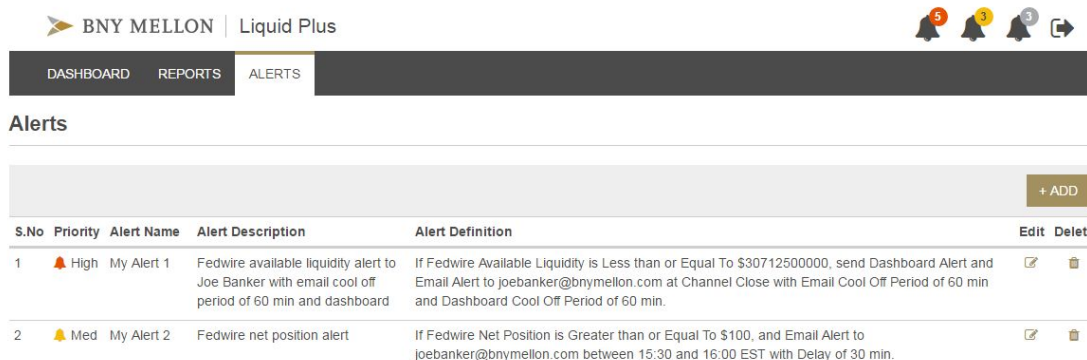 BNY MELLON | Liquid Plus
5 3 3
DASHBOARD REPORTS ALERTS
Alerts
+ ADD
S.No Priority Alert Name Alert Description Alert Definition Edit Delet
1 High My Alert 1 Fedwire available liquidity alert to If Fedwire Available Liquidity is Less than or Equal To $30712500000, send Dashboard Alert and
Joe Banker with email cool off Email Alert to joebanker@bnymellon.com at Channel Close with Email Cool Off Period of 60 min
period of 60 min and dashboard and Dashboard Cool Off Period of 60 min.
2 Med My Alert 2 Fedwire net position alert If Fedwire Net Position is Greater than or Equal To $100, and Email Alert to
joebanker@bnymellon.com between 15:30 and 16:00 EST with Delay of 30 min.